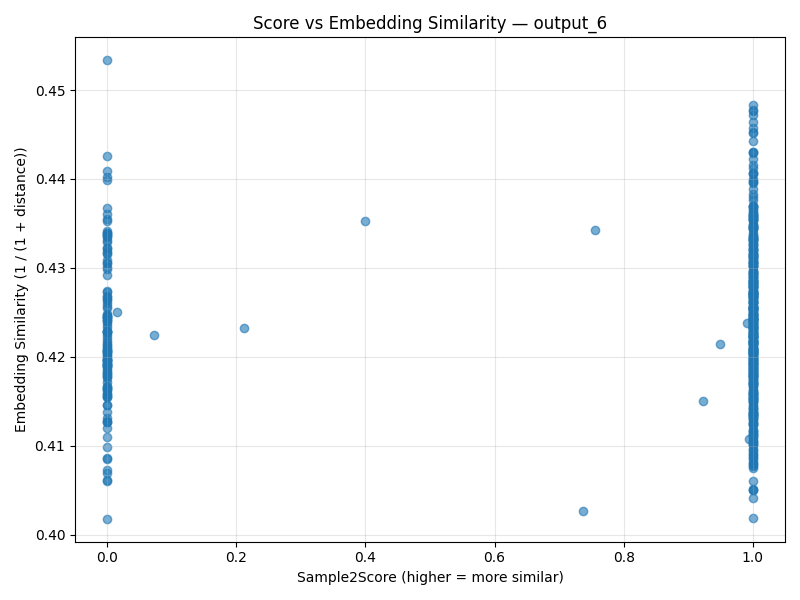 Score vs Embedding Similarity — output_6
Embedding Similarity (1 / (1 + distance))
0.45
0.44
0.43
0.42
0.41
0.40
0.0 0.2 0.4 0.6 0.8 1.0
Sample2Score (higher = more similar)